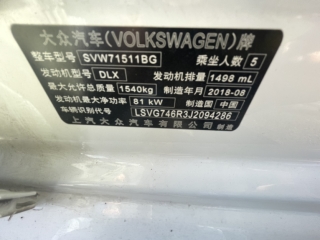 大众汽车(VOLKSWAGEN)牌
整车型号 SVW71511BG 乘坐人数 5
发动机型号 DLX 发动机排量 1498 mL
最大允许总质量 1540kg 制造年月 2018-08
发动机最大净功率 81 kW 制造国 中国
车辆识别代号 LSVG746R3J2094286
上汽大众汽车有限公司 制造